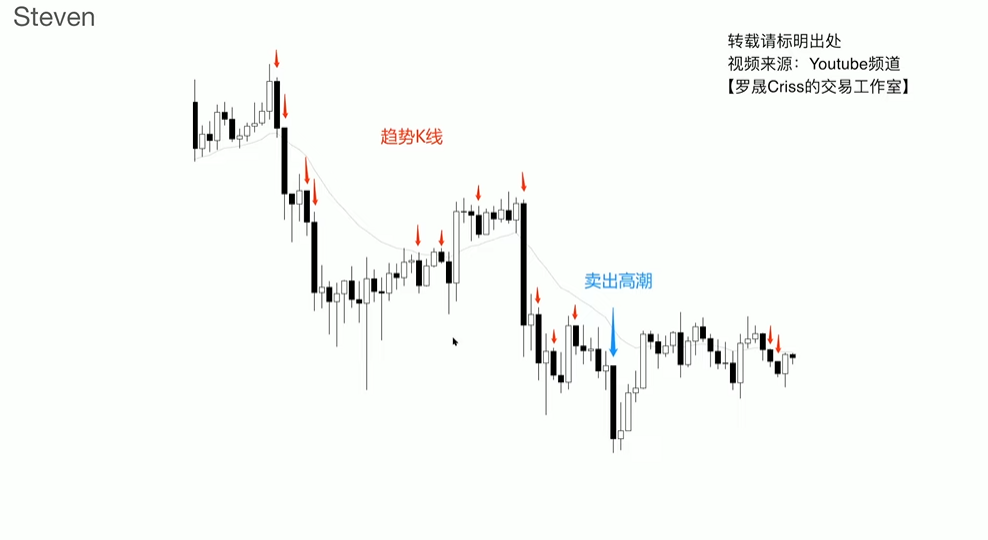 Steven
转载请标明出处
视频来源：Youtube频道
【罗晟Criss的交易工作室】
趋势K线
卖出高潮